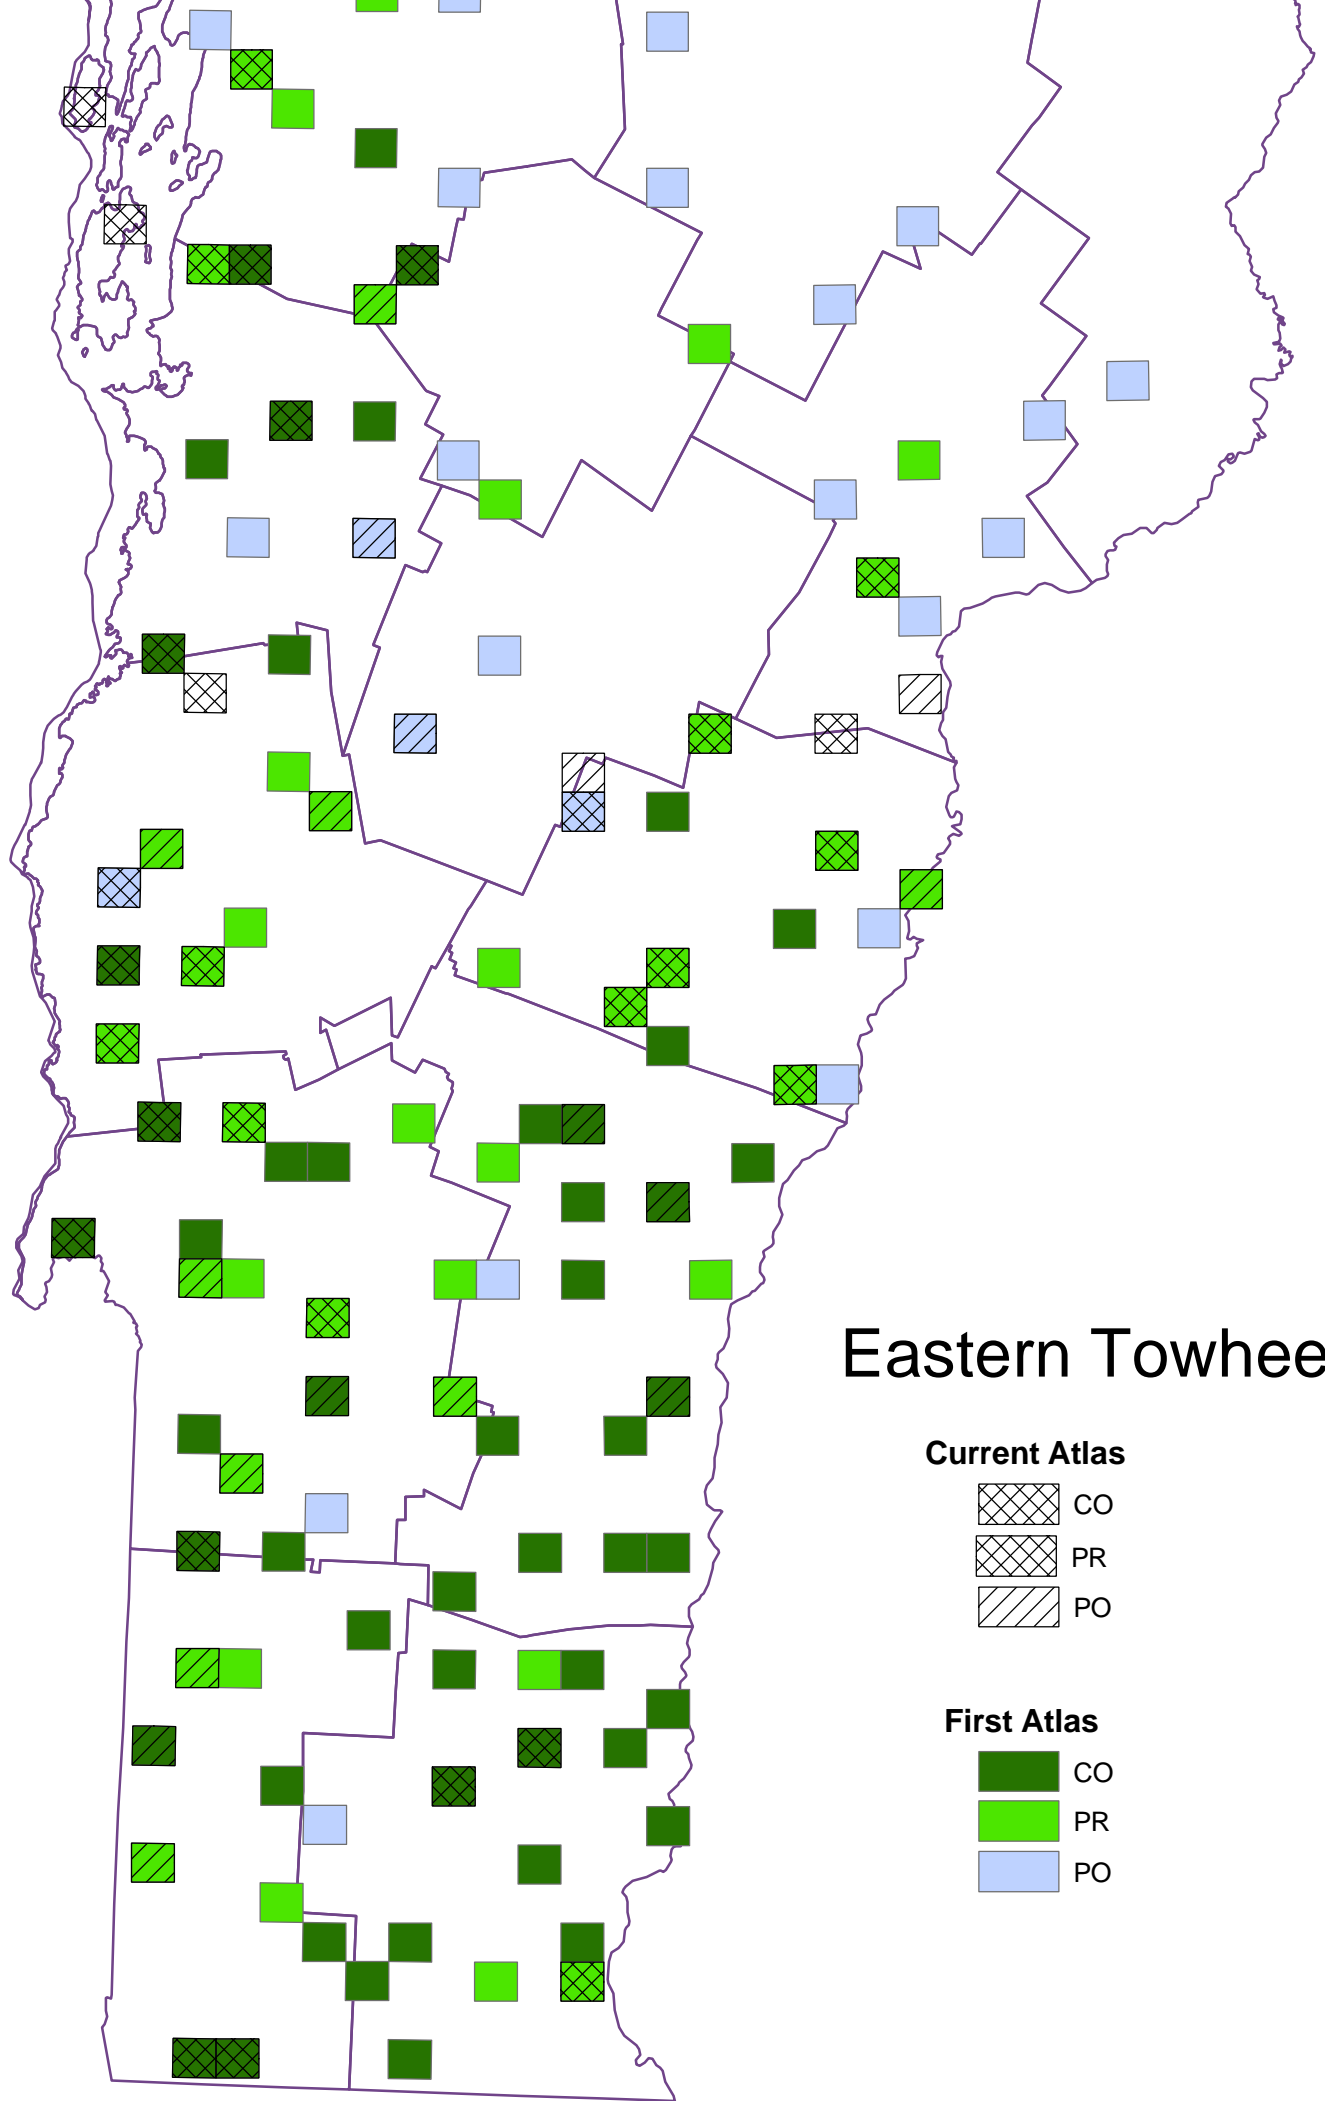 Eastern Towhee
Current Atlas
CO
PR
PO
First Atlas
CO
PR
PO